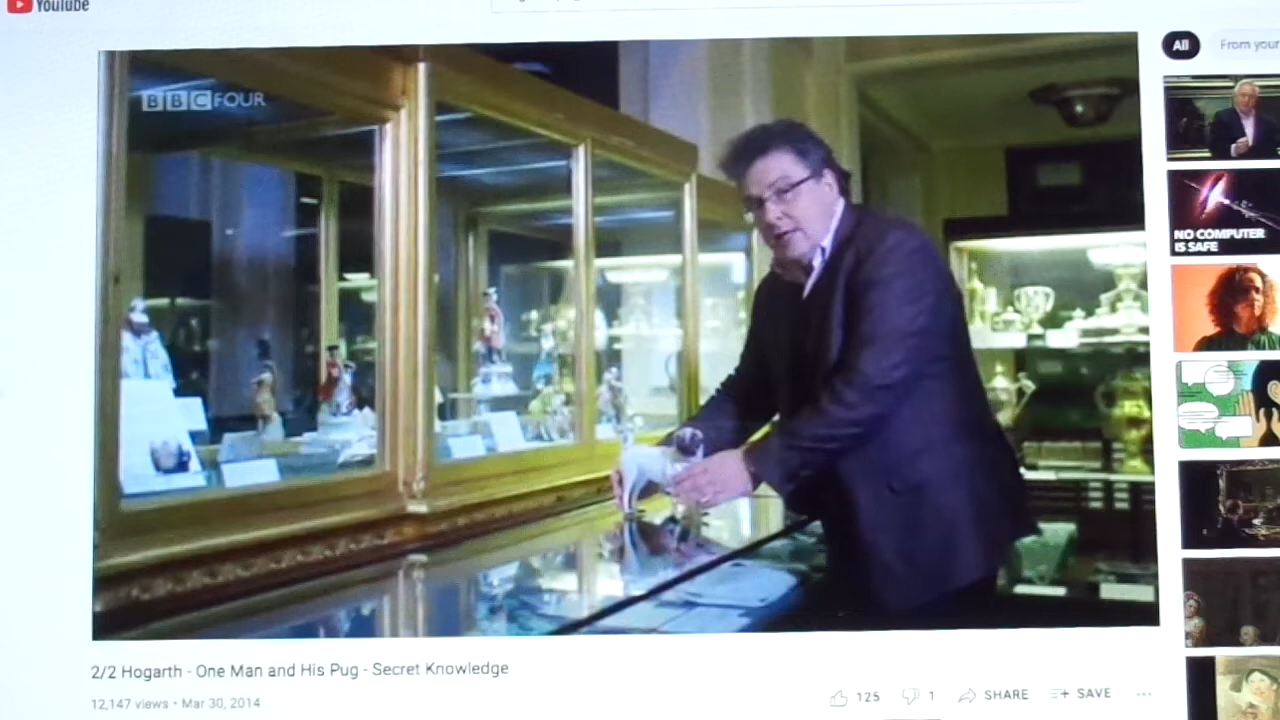 YouTube
All
From your
BBC FOUR
NO COMPUTER
IS SAFE
2/2 Hogarth - One Man and His Pug - Secret Knowledge
12,147 views • Mar 30, 2014
125
1
SHARE
SAVE